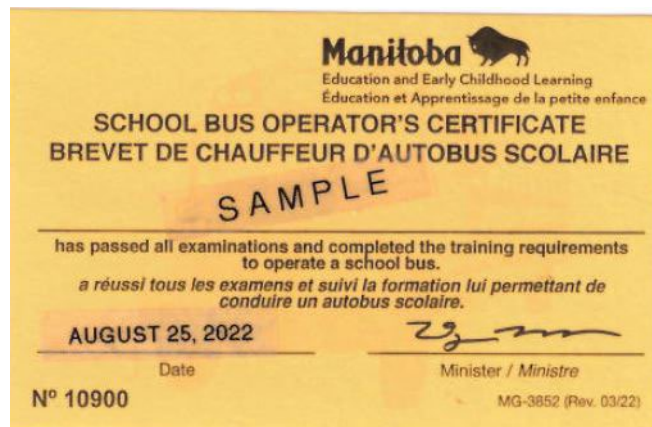 Manitoba
Education and Early Childhood Learning
Éducation et Apprentissage de la petite enfance
SCHOOL BUS OPERATOR'S CERTIFICATE
BREVET DE CHAUFFEUR D'AUTOBUS SCOLAIRE
SAMPLE
has passed all examinations and completed the training requirements
to operate a school bus.
a réussi tous les examens et suivi la formation lui permettant de
conduire un autobus scolaire.
AUGUST 25, 2022
Date
Minister / Ministre
Nº 10900
MG-3852 (Rev. 03/22)